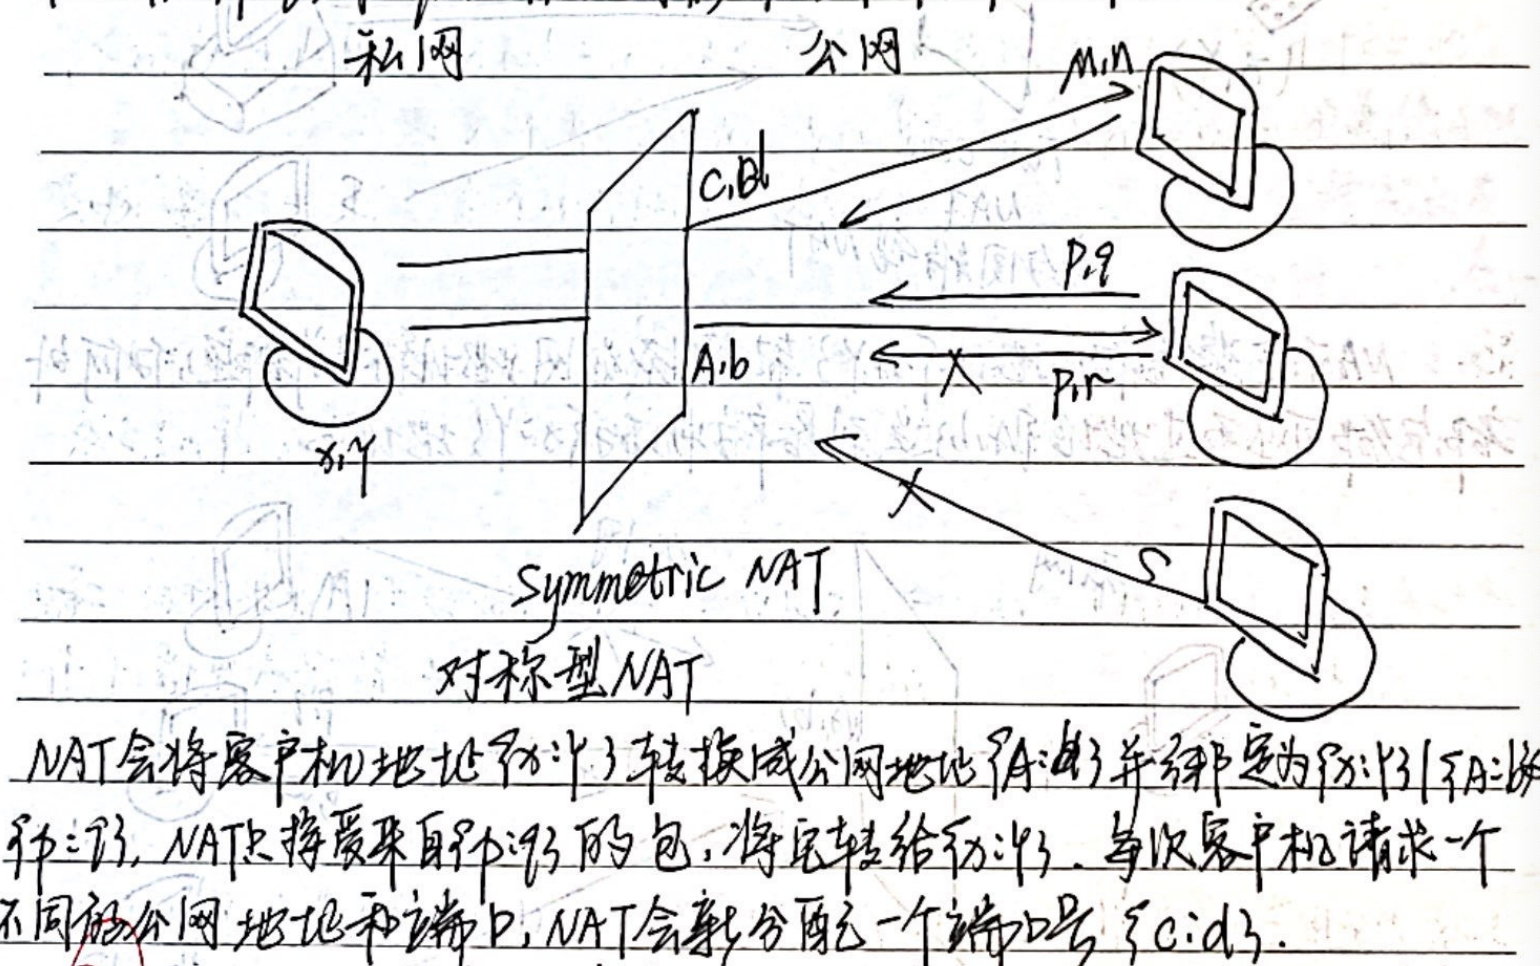 私网 公网
M,n
C,d
P,q
A,b
P,r
X
x,y
X
S
Symmetric NAT
对称型NAT
NAT会将客户机地址{x:y}转换成公网地址{A:b}并绑定为{x:y}|{A:b}
{p:q}, NAT只接受来自{p:q}的包,将它转给{x:y}. 每次客户机请求一个
不同的公网地址和端口, NAT会新分配一个端口号{c:d}.